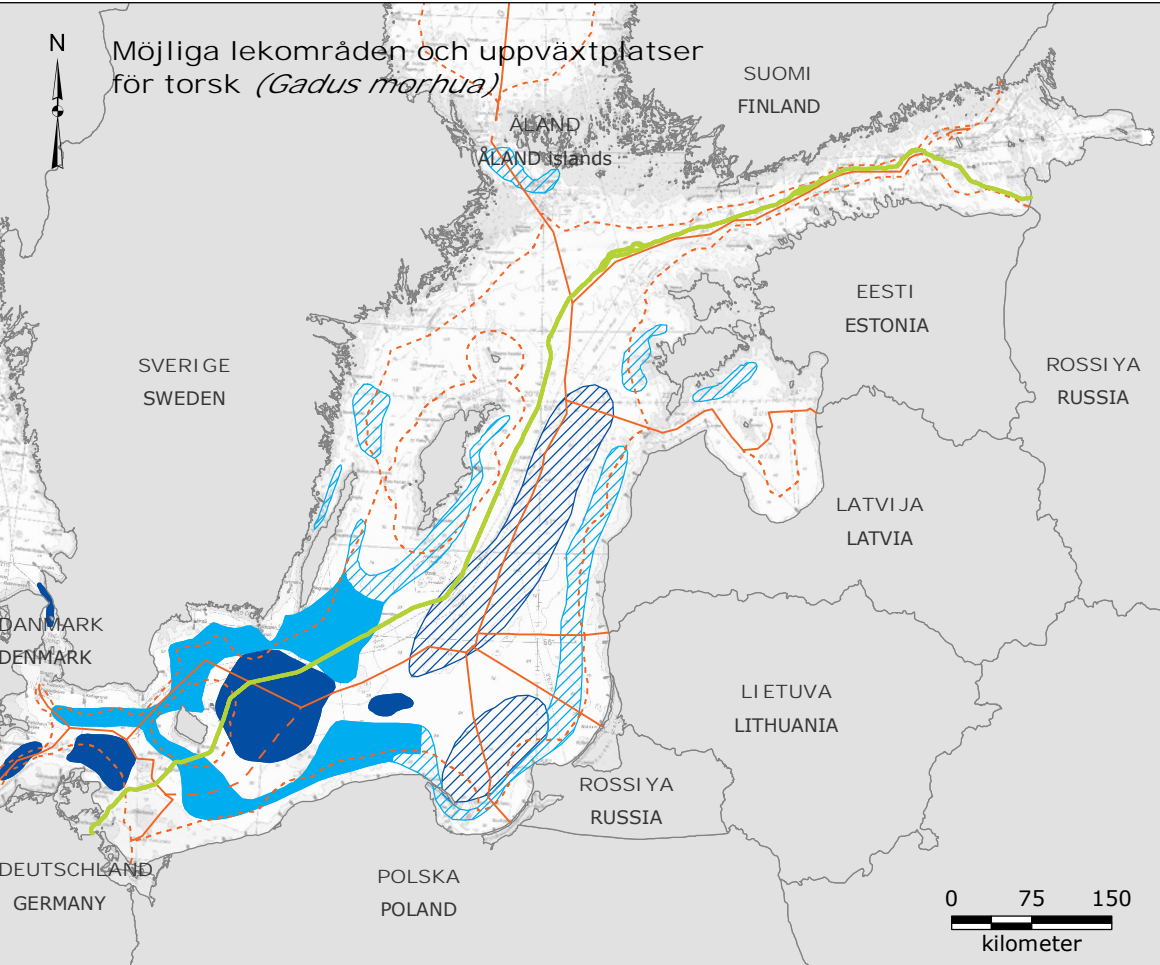 N
Möjliga lekområden och uppväxtplatser
för torsk (Gadus morhua)
SUOMI
FINLAND
ÅLAND
ÅLAND islands
EESTI
ESTONIA
SVERIGE
SWEDEN
ROSSIYA
RUSSIA
LATVIJA
LATVIA
DANMARK
DENMARK
LIETUVA
LITHUANIA
ROSSIYA
RUSSIA
DEUTSCHLAND
GERMANY
POLSKA
POLAND
0 75 150
kilometer